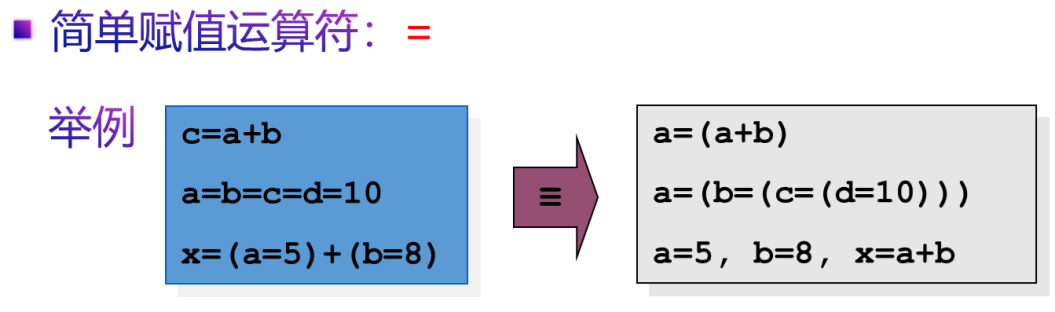 简单赋值运算符：=
举例
c=a+b
a=b=c=d=10
x=(a=5)+(b=8)
≡
a=(a+b)
a=(b=(c=(d=10)))
a=5, b=8, x=a+b